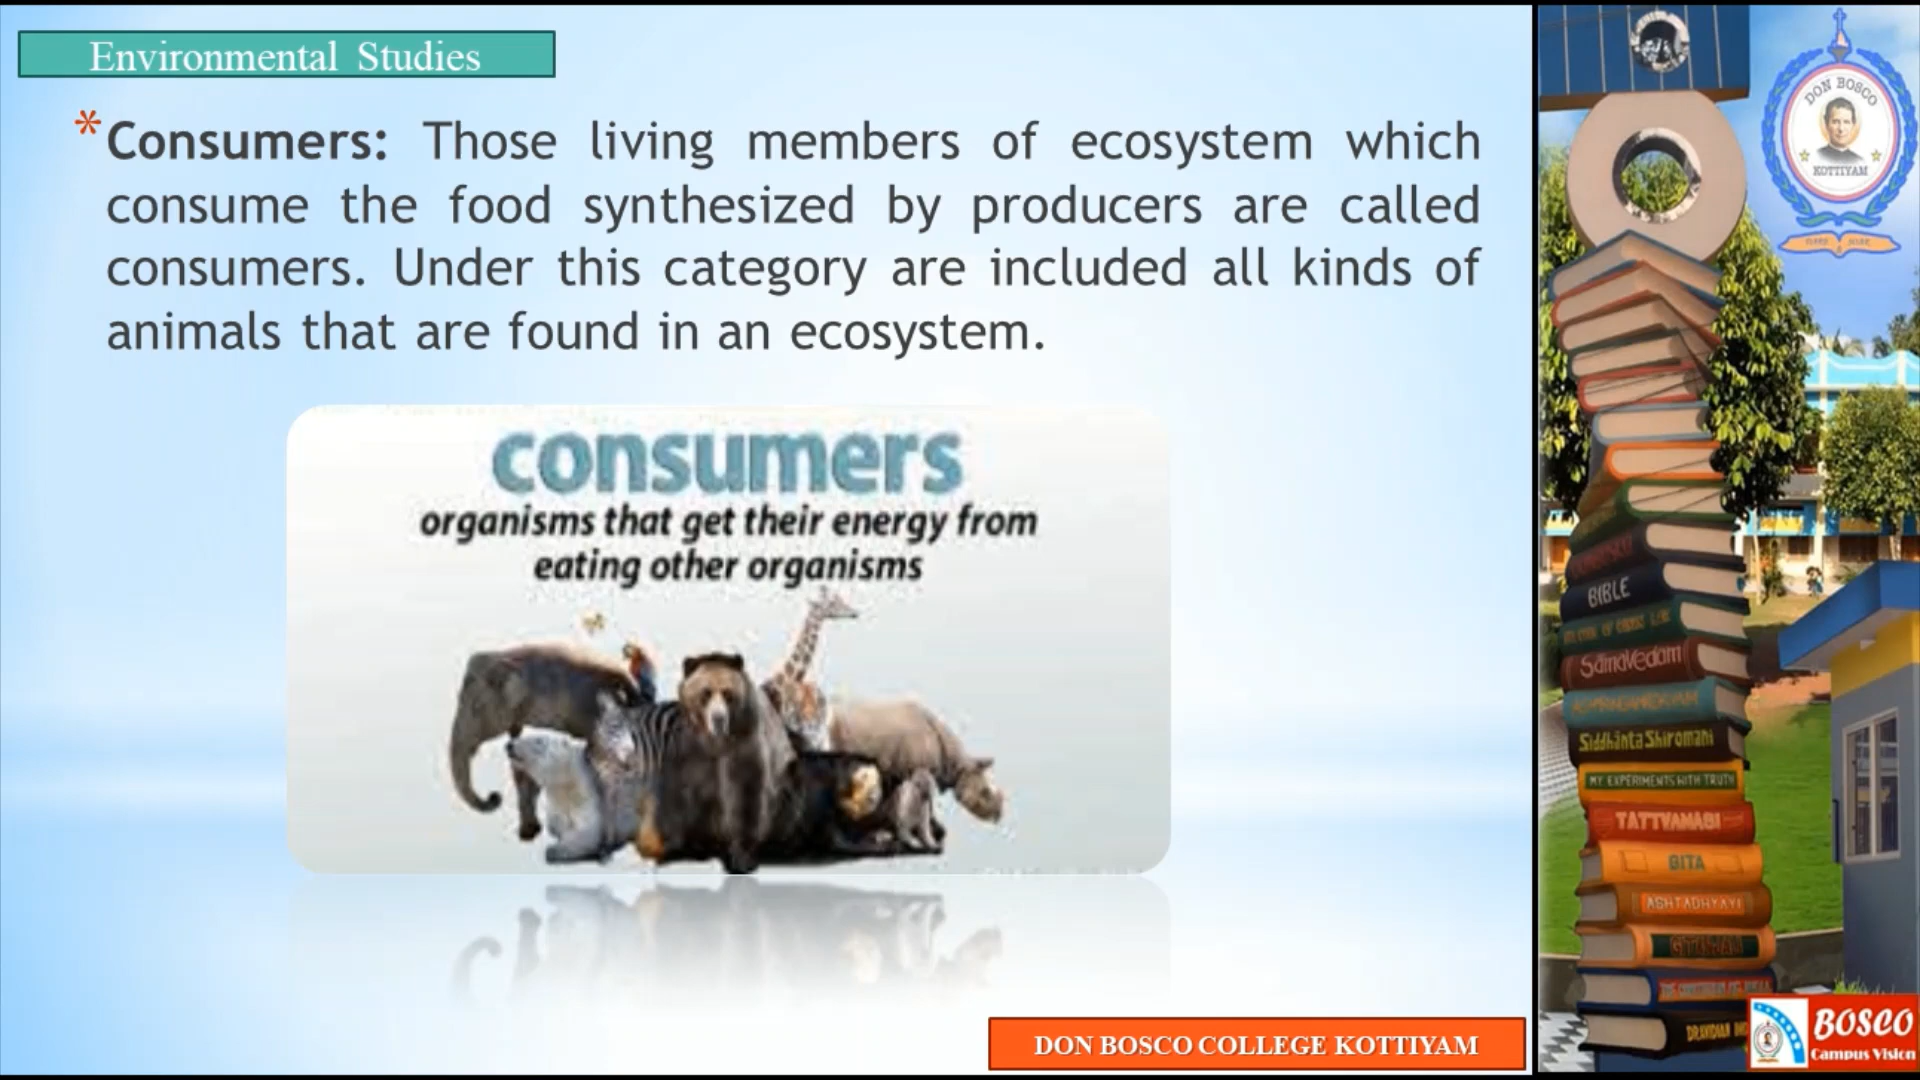 Environmental Studies
* Consumers: Those living members of ecosystem which
consume the food synthesized by producers are called
consumers. Under this category are included all kinds of
animals that are found in an ecosystem.
consumers
organisms that get their energy from
eating other organisms
DON BOSCO COLLEGE KOTTIYAM
DON BOSCO
KOTTIYAM
BIBLE
SamaVedam
Siddhānta Shiromani
MY EXPERIMENTS WITH TRUTH
TATTVAMASI
GITA
ASHTADHYAYI
GITANJALI
BOSCO
Campus Vision